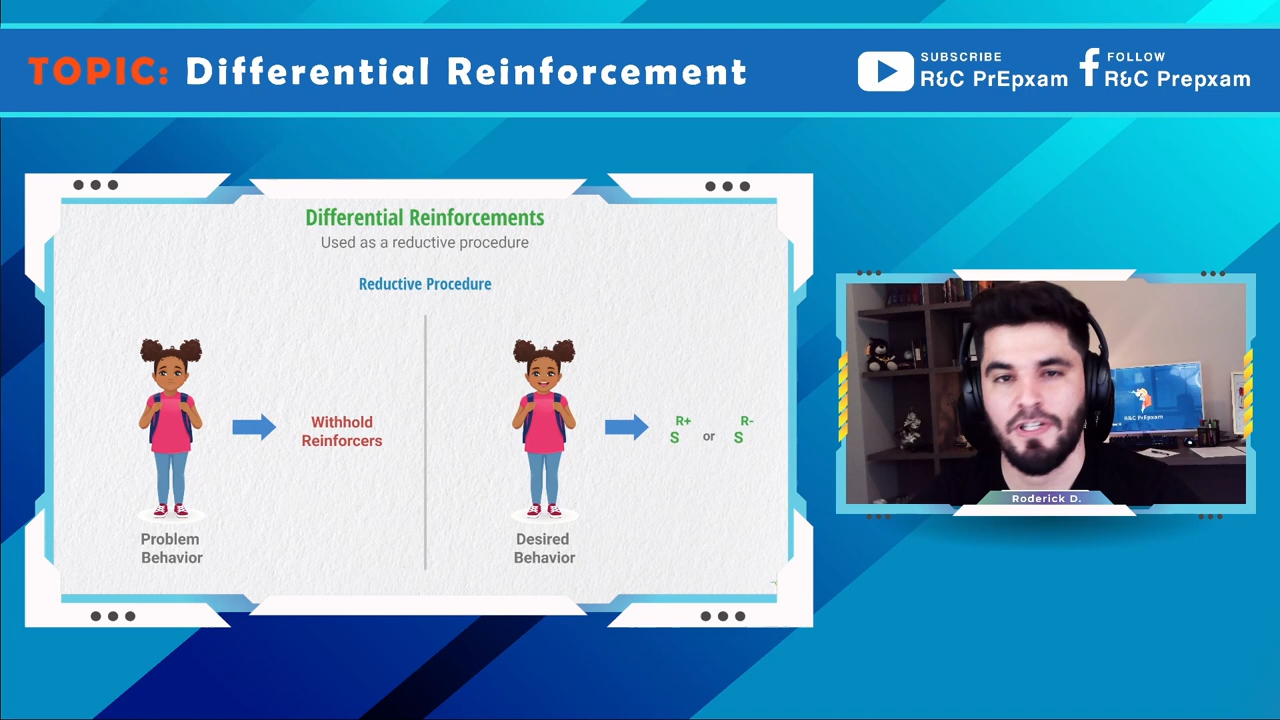 TOPIC: Differential Reinforcement
SUBSCRIBE
R&C PrEpxam
FOLLOW
R&C Prepxam
Differential Reinforcements
Used as a reductive procedure
Reductive Procedure
Withhold
Reinforcers
R+ R-
S or S
Problem
Behavior
Desired
Behavior
R&C PrEpxam
Roderick D.